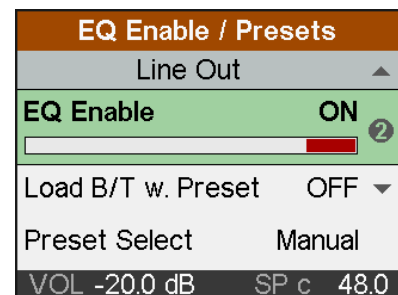 EQ Enable / Presets
Line Out
EQ Enable ON
2
Load B/T w. Preset OFF
Preset Select Manual
VOL -20.0 dB SP c 48.0